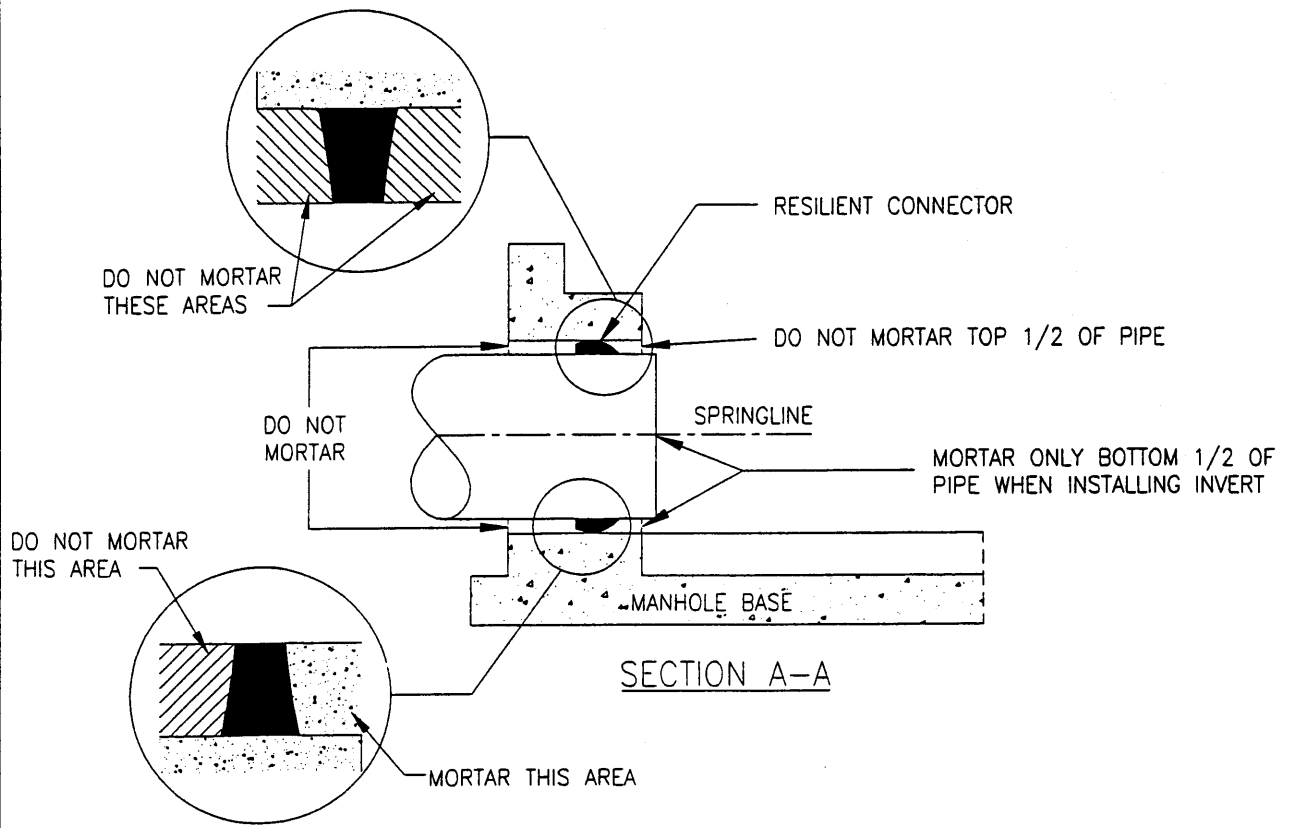 RESILIENT CONNECTOR
DO NOT MORTAR
THESE AREAS
DO NOT MORTAR TOP 1/2 OF PIPE
SPRINGLINE
DO NOT
MORTAR
MORTAR ONLY BOTTOM 1/2 OF
PIPE WHEN INSTALLING INVERT
DO NOT MORTAR
THIS AREA
MANHOLE BASE
SECTION A-A
MORTAR THIS AREA